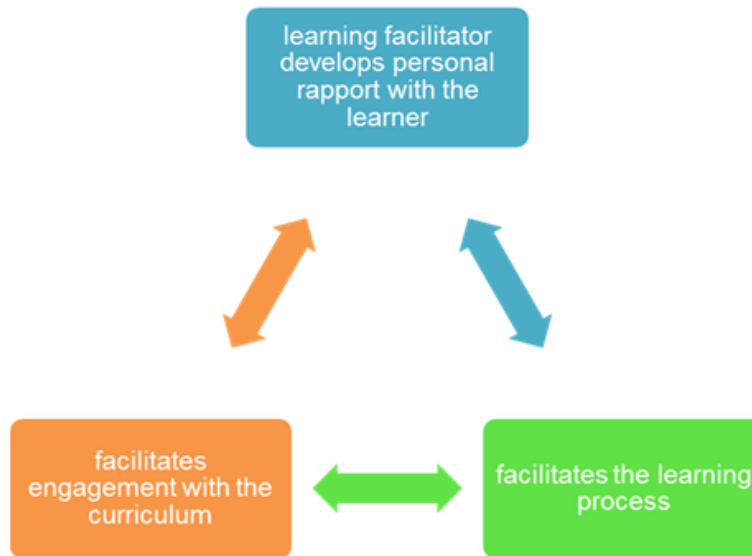 learning facilitator
develops personal
rapport with the
learner
facilitates
engagement with the
curriculum
facilitates the learning
process